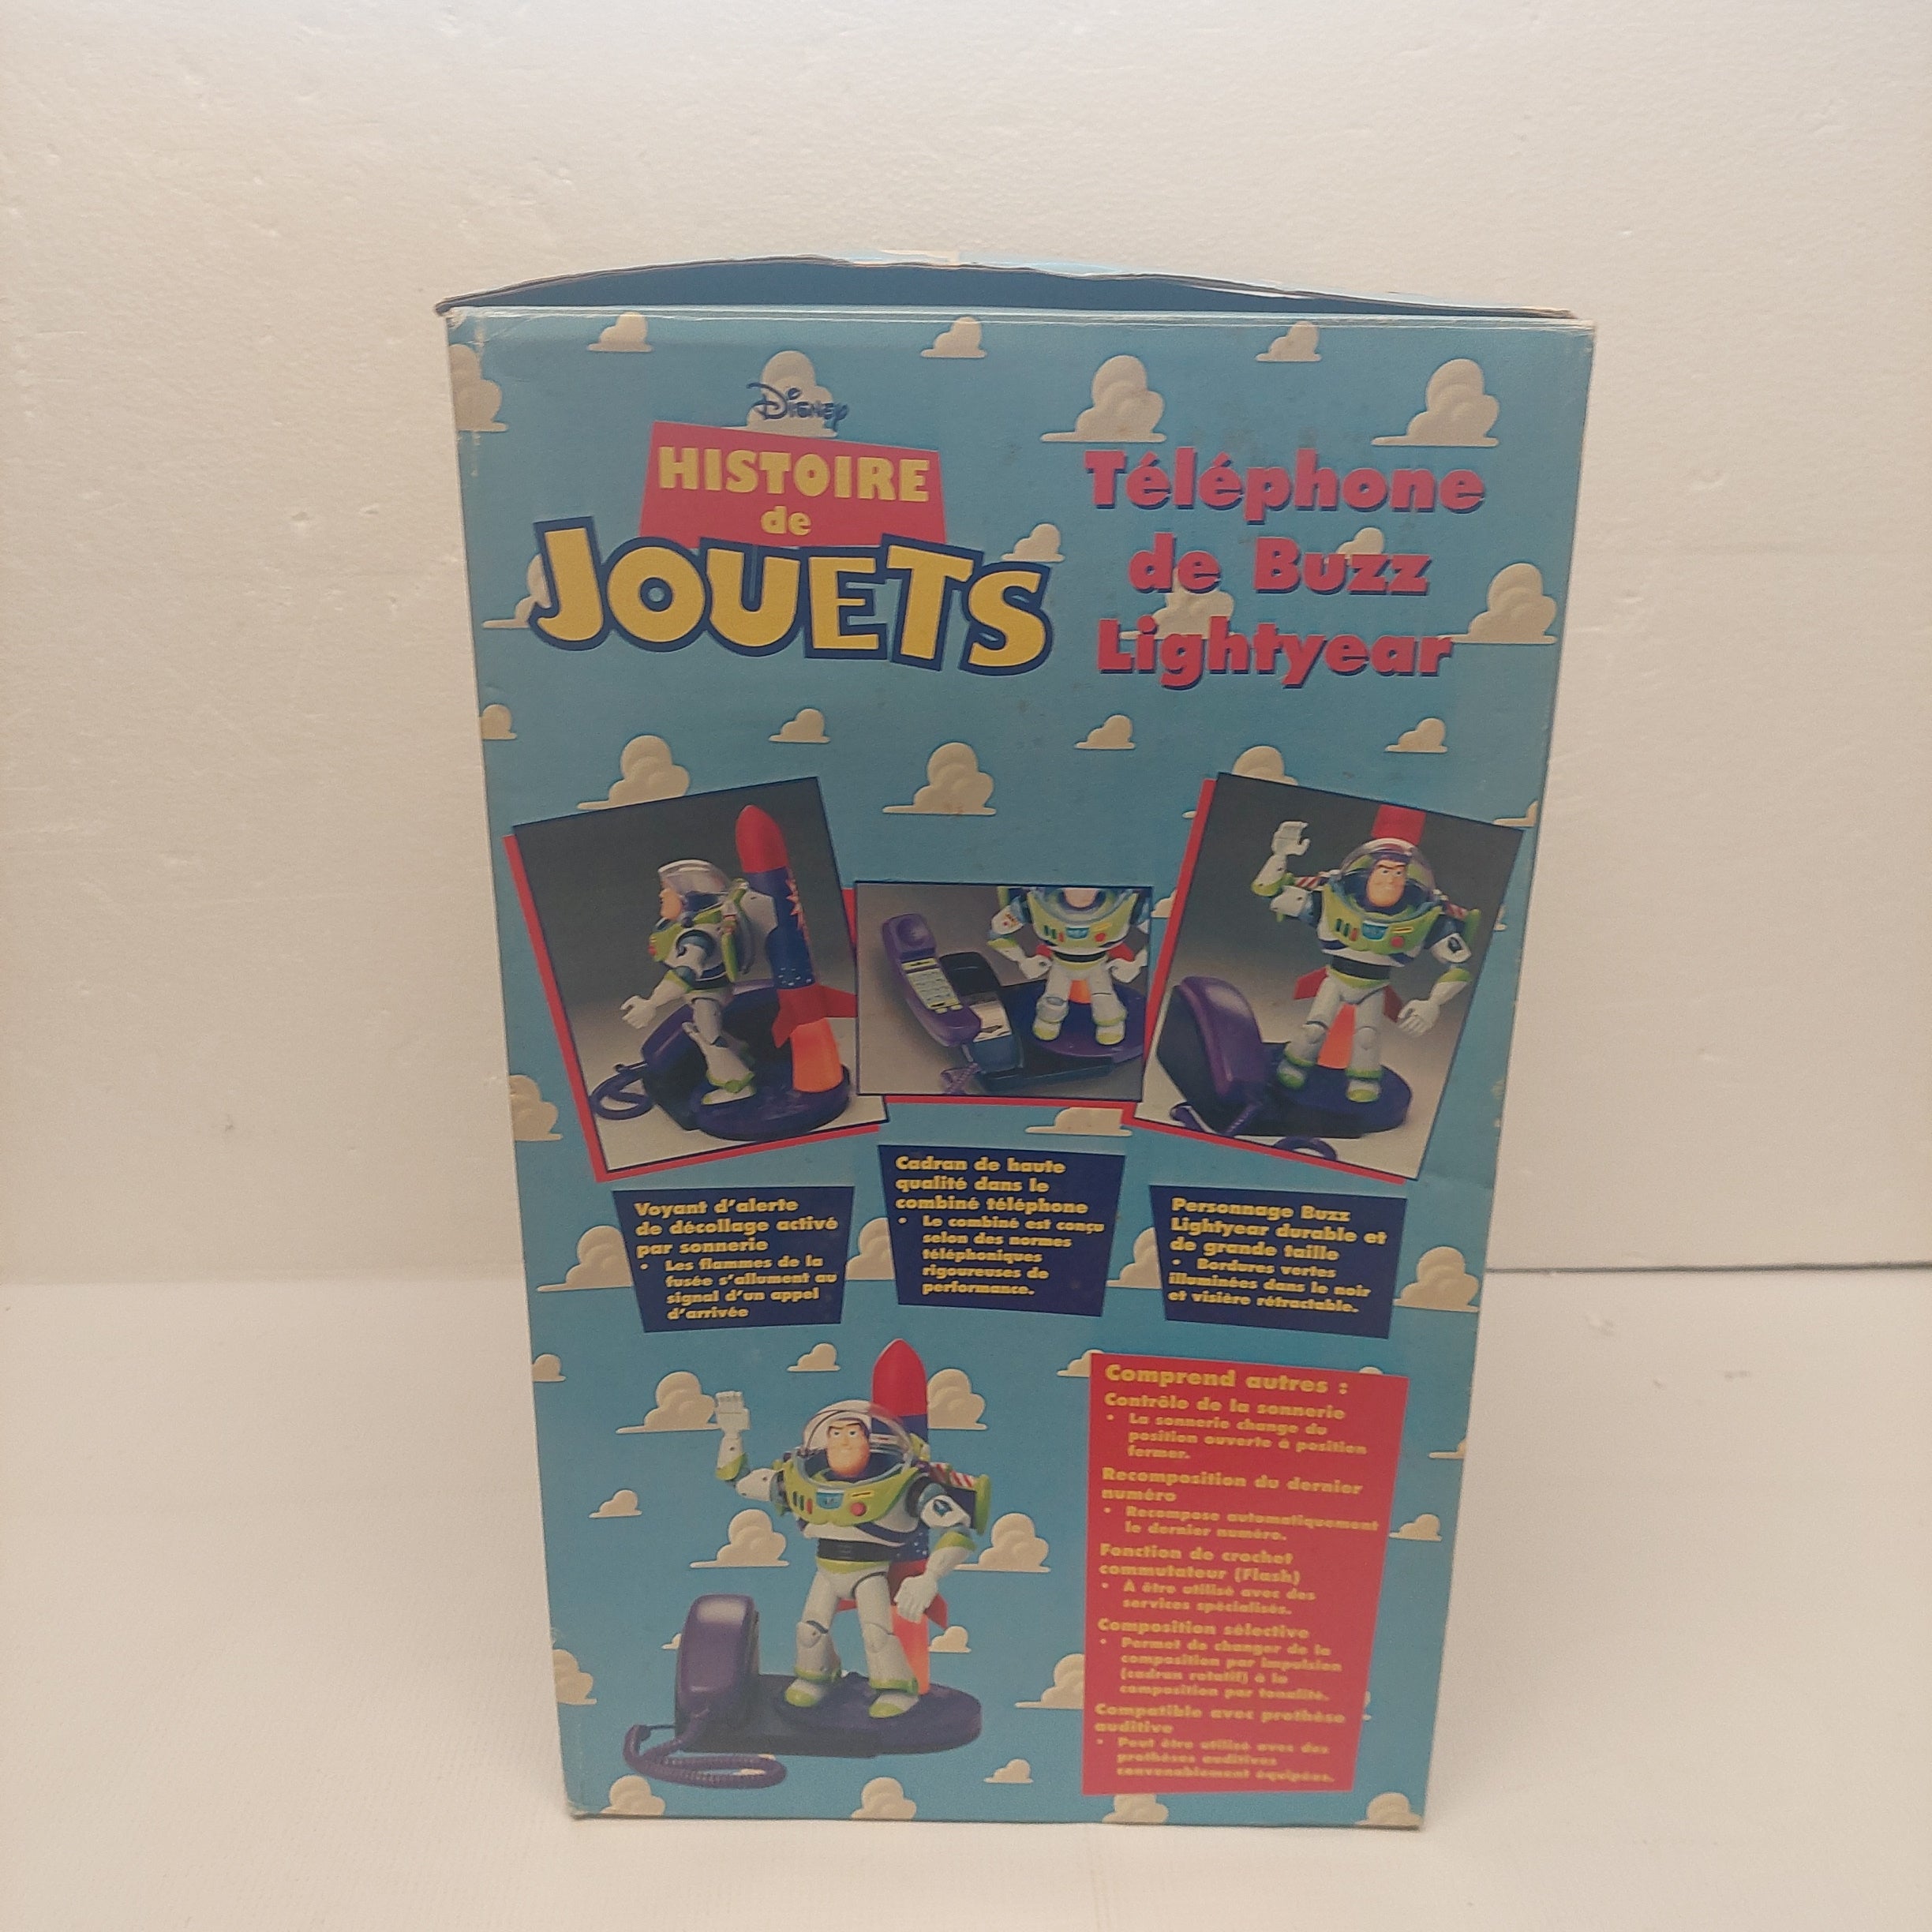 Disney
HISTOIRE
de
JOUETS
Téléphone
de Buzz
Lightyear
Voyant d'alerte
de décollage activé
par sonnerie
• Les flammes de la
fusée s'allument au
signal d'un appel
d'arrivée
Cadran de haute
qualité dans le
combiné téléphone
• Le combiné est conçu
selon des normes
téléphoniques
rigoureuses de
performance.
Personnage Buzz
Lightyear durable et
de grande taille
• Bordures vertes
illuminées dans le noir
et visière rétractable.
Comprend autres :
Contrôle de la sonnerie
• La sonnerie change du
position ouverte à position
fermer.
Recomposition du dernier
numéro
• Recompose automatiquement
le dernier numéro.
Fonction de crochet
commutateur (Flash)
• À être utilisé avec des
services spécialisés.
Composition sélective
• Permet de changer de la
composition par impulsion
(cadran rotatif) à la
composition par tonalité.
Compatible avec prothèse
auditive
• Peut être utilisé avec des
prothèses auditives
convenablement équipées.